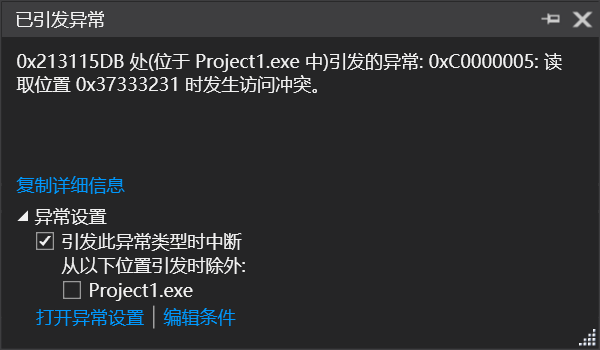 已引发异常
0x213115DB 处(位于 Project1.exe 中)引发的异常: 0xC0000005: 读
取位置 0x37333231 时发生访问冲突。
复制详细信息
异常设置
引发此异常类型时中断
从以下位置引发时除外:
Project1.exe
打开异常设置 | 编辑条件